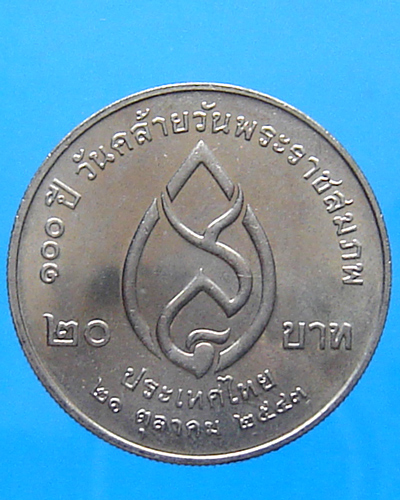 ๑๐๐ ปี วันคล้ายวันพระราชสมภพ
๒๐ บาท
ประเทศไทย
๒๑ ตุลาคม ๒๕๔๓